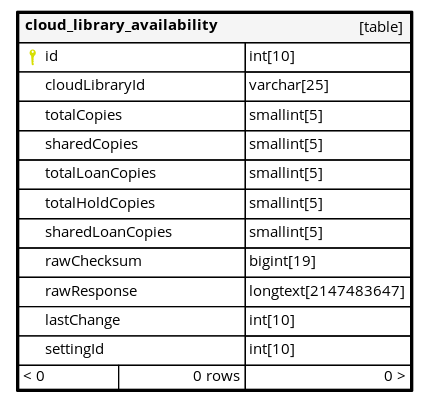 cloud_library_availability [table]
id int[10]
cloudLibraryId varchar[25]
totalCopies smallint[5]
sharedCopies smallint[5]
totalLoanCopies smallint[5]
totalHoldCopies smallint[5]
sharedLoanCopies smallint[5]
rawChecksum bigint[19]
rawResponse longtext[2147483647]
lastChange int[10]
settingId int[10]
< 0 0 rows 0 >